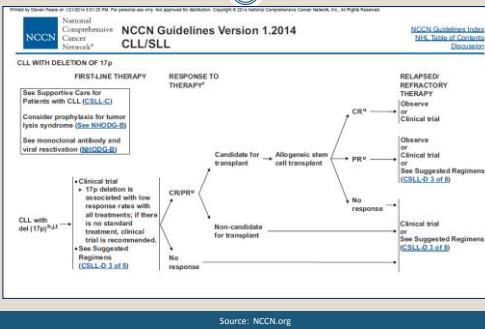 Printed by Steven Pease on 1/21/2014 5:01:25 PM. For personal use only. Not approved for distribution. Copyright © 2014 National Comprehensive Cancer Network, Inc., All Rights Reserved.
NCCN
National
Comprehensive
Cancer
Network®
NCCN Guidelines Version 1.2014
CLL/SLL
NCCN Guidelines Index
NHL Table of Contents
Discussion
CLL WITH DELETION OF 17p
FIRST-LINE THERAPY
RESPONSE TO
THERAPY
RELAPSED/
REFRACTORY
THERAPY
See Supportive Care for
Patients with CLL (CSLL-C)
Consider prophylaxis for tumor
lysis syndrome (See NHODG-B)
See monoclonal antibody and
viral reactivation (NHODG-B)
CLL with
del (17p)
• Clinical trial
▸ 17p deletion is
associated with low
response rates with
all treatments; if there
is no standard
treatment, clinical
trial is recommended.
• See Suggested
Regimens
(CSLL-D 3 of 8)
CR/PR
No
response
Candidate for
transplant
Non-candidate
for transplant
Allogeneic stem
cell transplant
CR
PR
No
response
Observe
or
Clinical trial
Observe
or
Clinical trial
or
See Suggested Regimens
(CSLL-D 3 of 8)
Clinical trial
or
See Suggested Regimens
(CSLL-D 3 of 8)
Source: NCCN.org